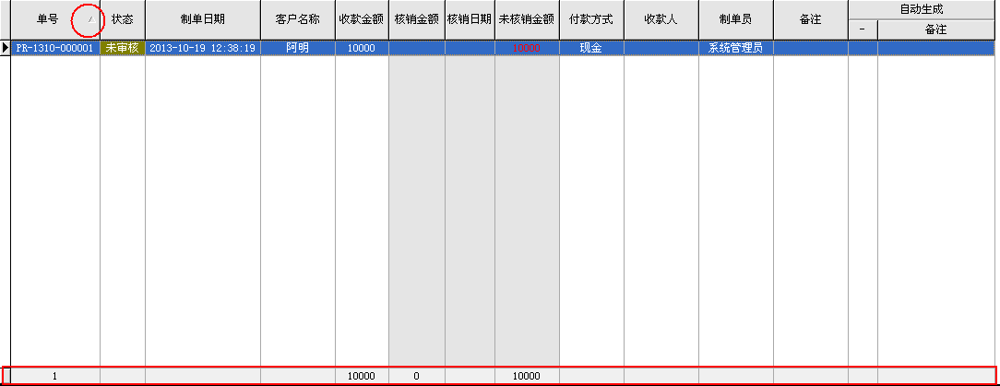 单号 状态 制单日期 客户名称 收款金额 核销金额 核销日期 未核销金额 付款方式 收款人 制单员 备注 自动生成
- 备注
PR-1310-000001 未审核 2013-10-19 12:38:19 阿明 10000 10000 现金 系统管理员
1 10000 0 10000